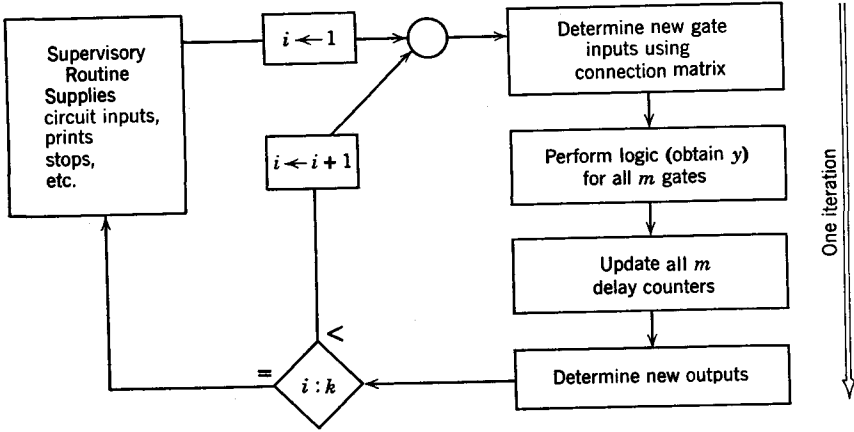 Supervisory
Routine
Supplies
circuit inputs,
prints
stops,
etc.
i ← 1
Determine new gate
inputs using
connection matrix
i ← i + 1
Perform logic (obtain y)
for all m gates
Update all m
delay counters
Determine new outputs
<
=
i : k
One iteration